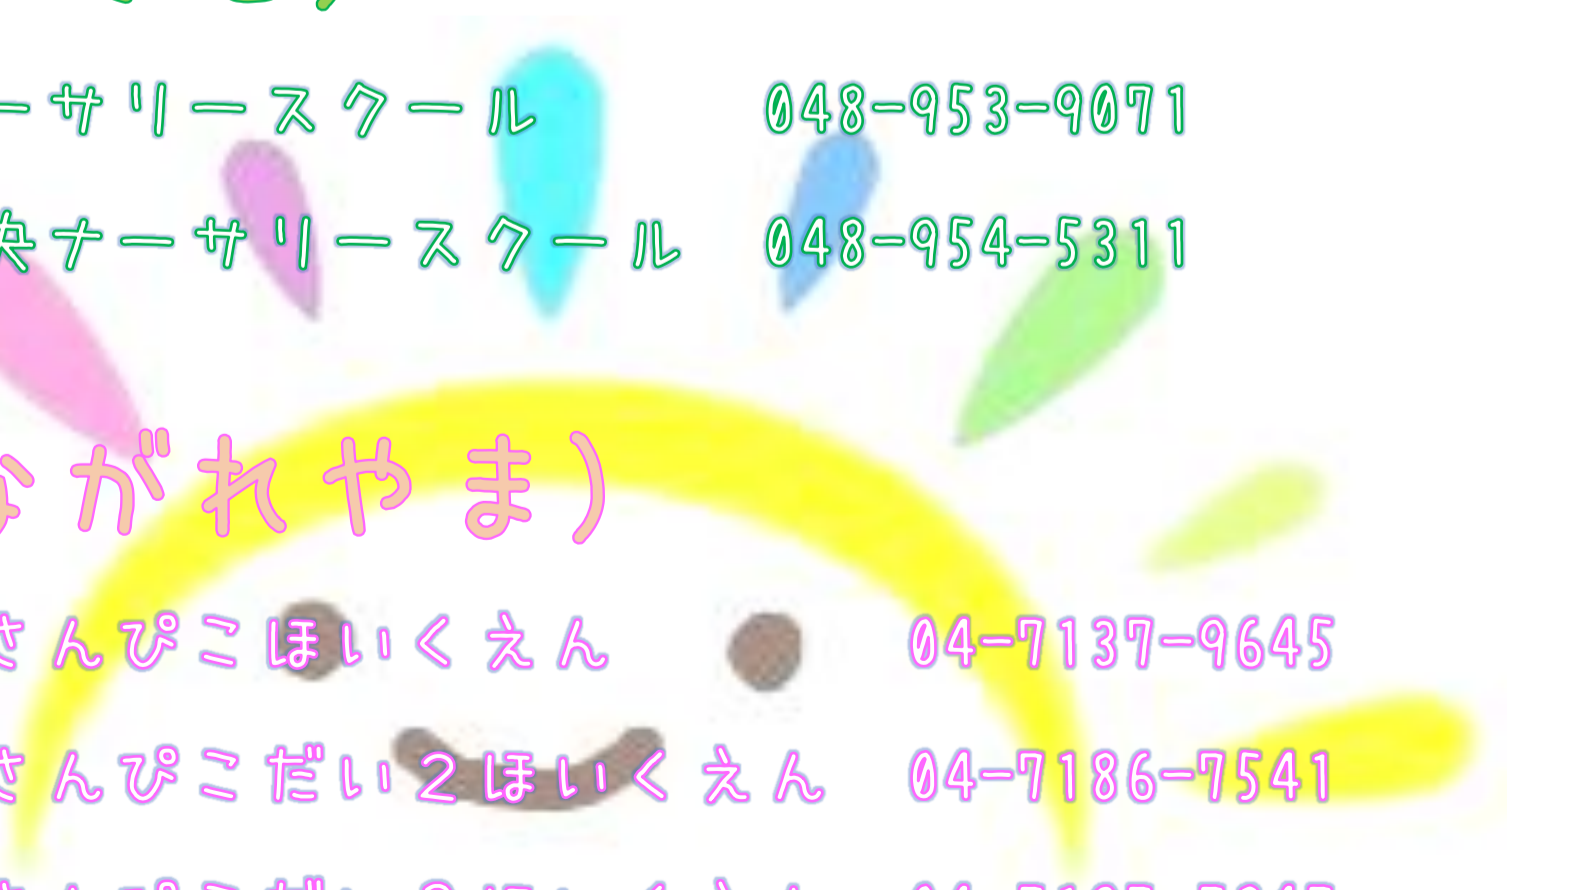 ーサリースクール 048-953-9071
央ナーサリースクール 048-954-5311
ながれやま)
さんぴこほいくえん 04-7137-9645
さんぴこだい２ほいくえん 04-7186-7541